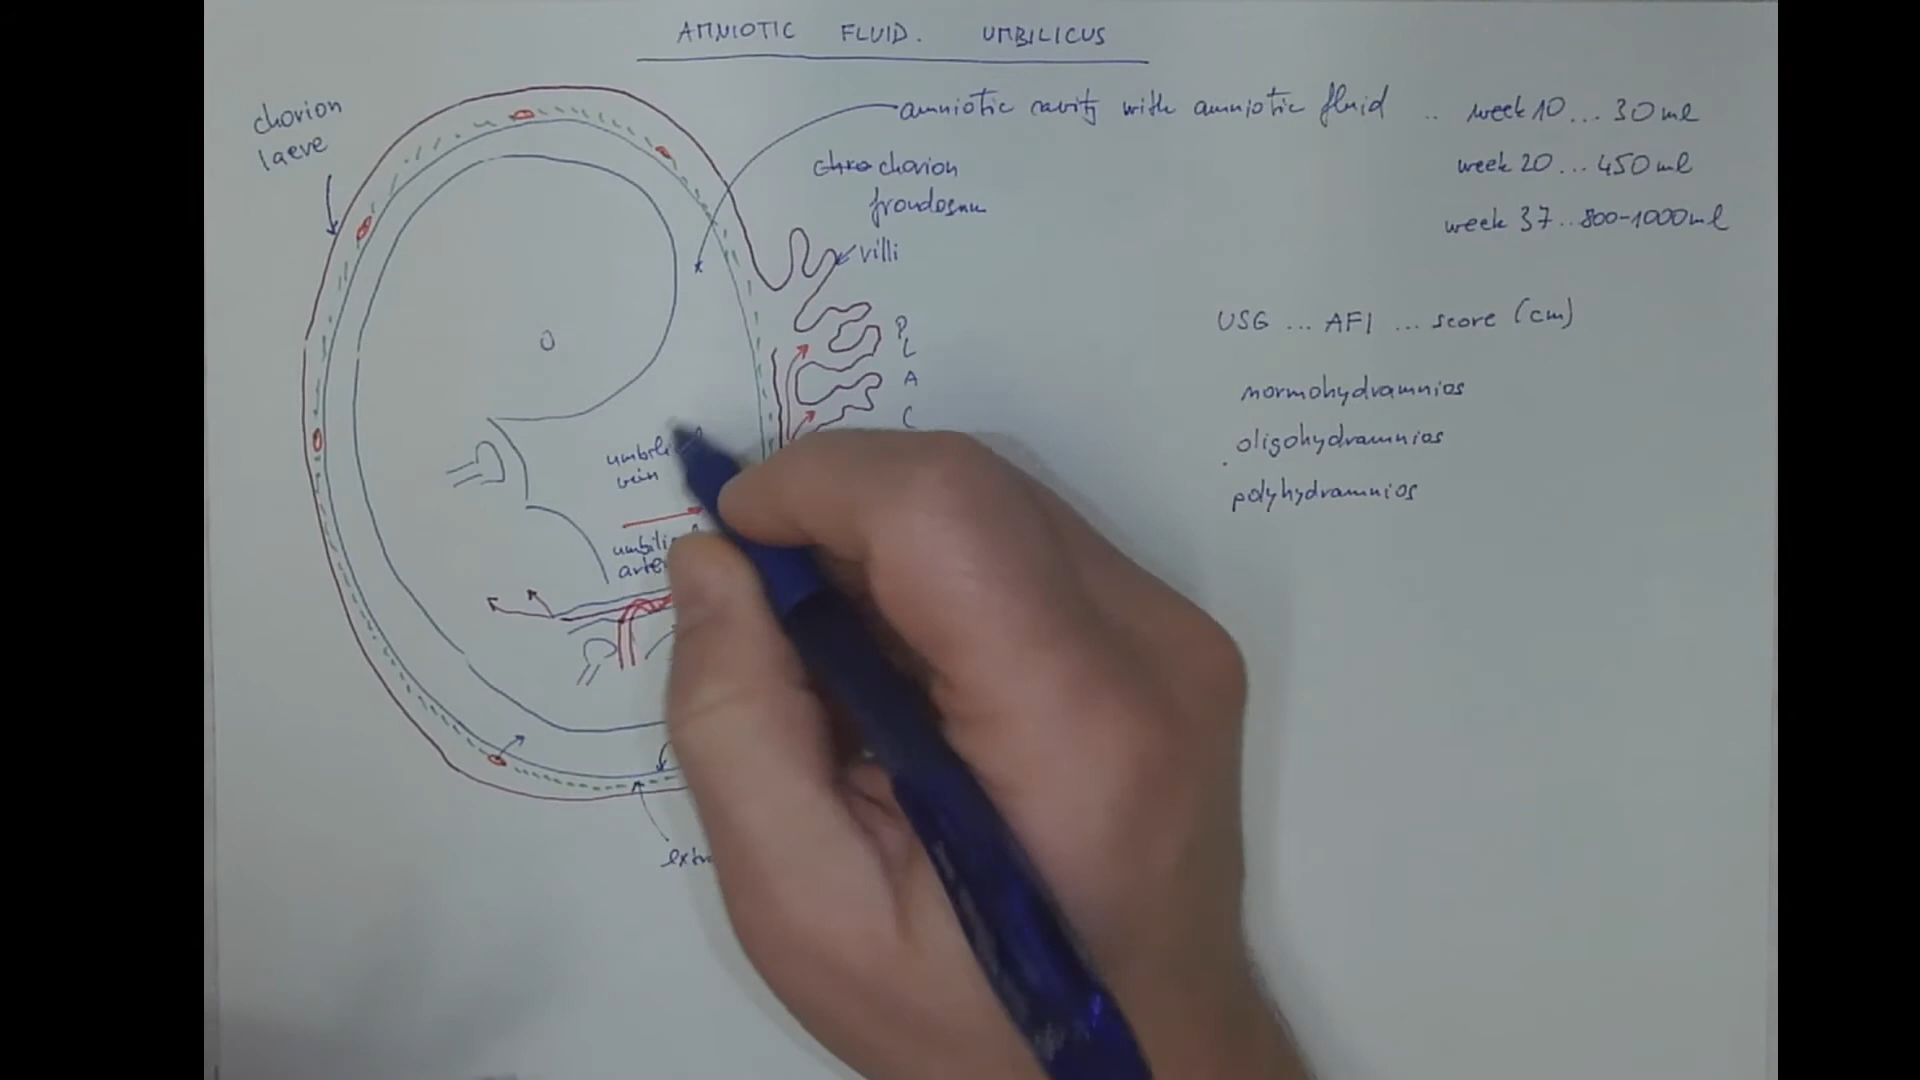 AMNIOTIC FLUID. UMBILICUS
chorion
laeve
amniotic cavity with amniotic fluid .. week 10 ... 30 ml
week 20 ... 450 ml
week 37 .. 800-1000 ml
chorion
frondosum
villi
P
L
A
C
USG ... AFI ... score (cm)
normohydramnios
oligohydramnios
polyhydramnios
vein